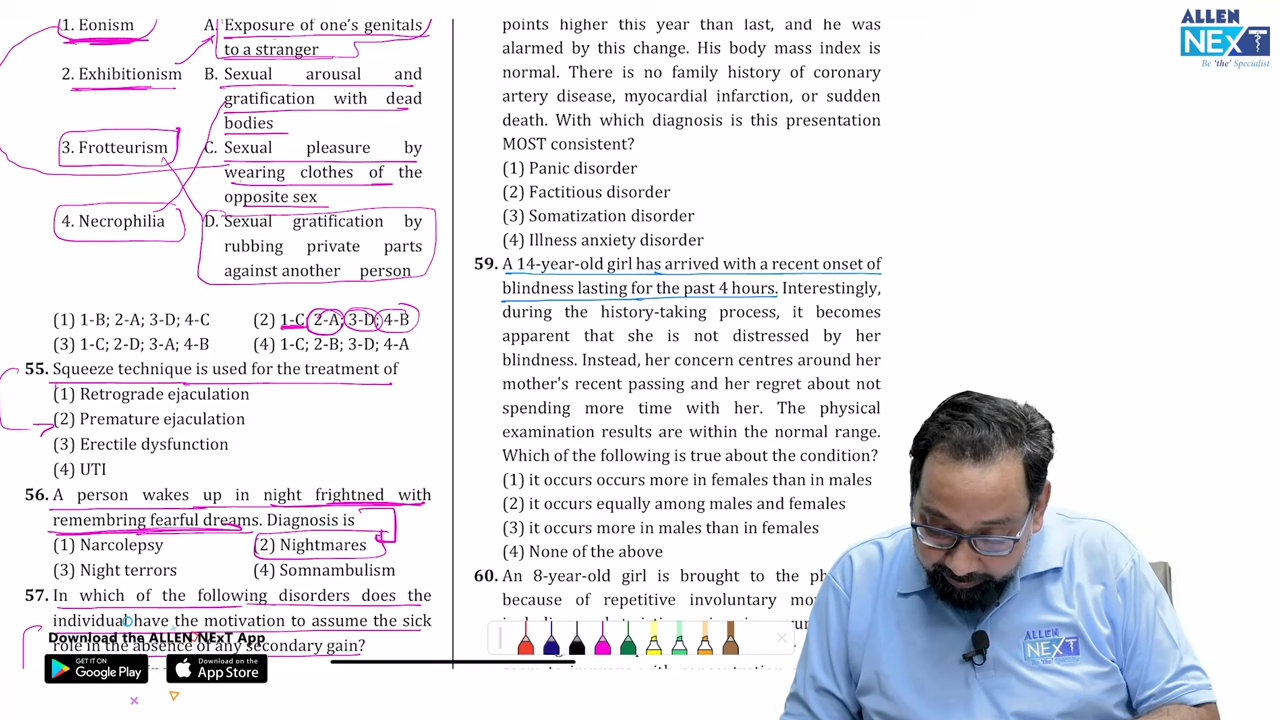 1. Eonism
A. Exposure of one's genitals
to a stranger
2. Exhibitionism
B. Sexual arousal and
gratification with dead
bodies
3. Frotteurism
C. Sexual pleasure by
wearing clothes of the
opposite sex
4. Necrophilia
D. Sexual gratification by
rubbing private parts
against another person
(1) 1-B; 2-A; 3-D; 4-C
(2) 1-C; 2-A; 3-D; 4-B
(3) 1-C; 2-D; 3-A; 4-B
(4) 1-C; 2-B; 3-D; 4-A
55. Squeeze technique is used for the treatment of
(1) Retrograde ejaculation
(2) Premature ejaculation
(3) Erectile dysfunction
(4) UTI
56. A person wakes up in night frightned with
remembring fearful dreams. Diagnosis is
(1) Narcolepsy
(2) Nightmares
(3) Night terrors
(4) Somnambulism
57. In which of the following disorders does the
individual have the motivation to assume the sick
role in the absence of any secondary gain?
Download the ALLEN NExT App
GET IT ON
Google Play
Download on the
App Store
points higher this year than last, and he was
alarmed by this change. His body mass index is
normal. There is no family history of coronary
artery disease, myocardial infarction, or sudden
death. With which diagnosis is this presentation
MOST consistent?
(1) Panic disorder
(2) Factitious disorder
(3) Somatization disorder
(4) Illness anxiety disorder
59. A 14-year-old girl has arrived with a recent onset of
blindness lasting for the past 4 hours. Interestingly,
during the history-taking process, it becomes
apparent that she is not distressed by her
blindness. Instead, her concern centres around her
mother's recent passing and her regret about not
spending more time with her. The physical
examination results are within the normal range.
Which of the following is true about the condition?
(1) it occurs occurs more in females than in males
(2) it occurs equally among males and females
(3) it occurs more in males than in females
(4) None of the above
60. An 8-year-old girl is brought to the
because of repetitive involuntary
ALLEN
NEXT
Be 'the' Specialist
ALLEN
NEXT
Be 'the' Specialist